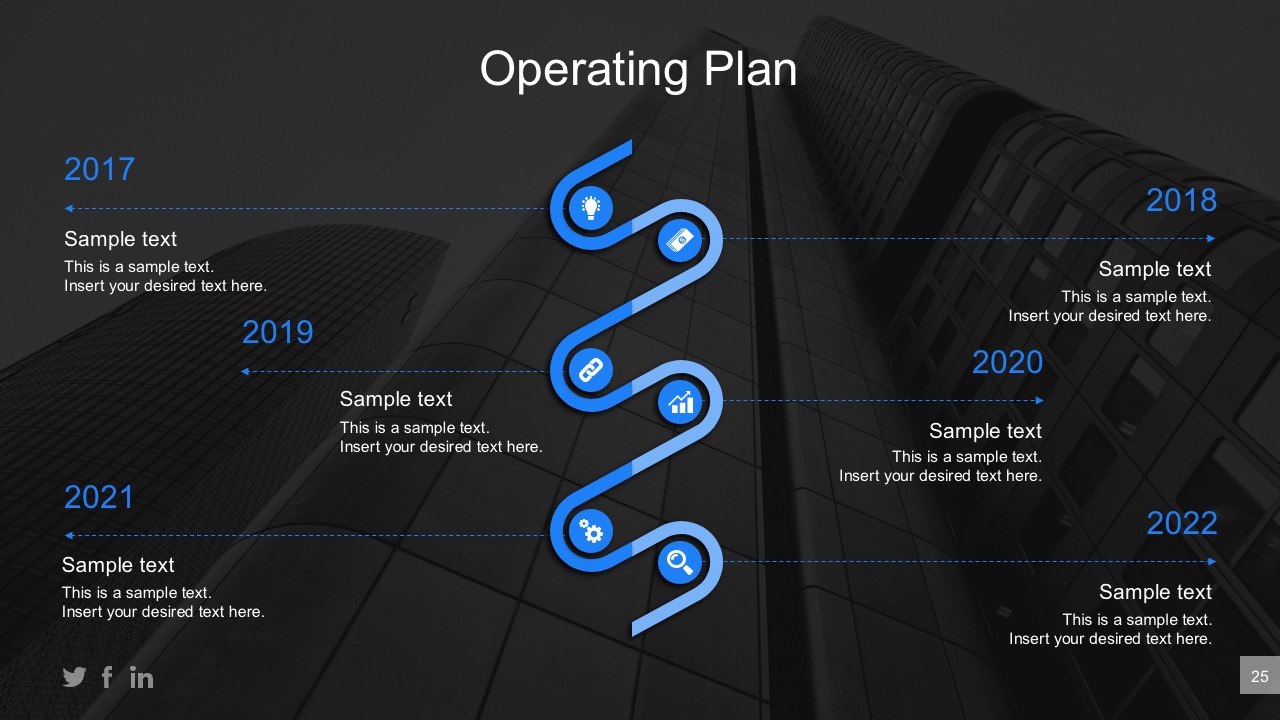 Operating Plan
2017
Sample text
This is a sample text.
Insert your desired text here.
2018
Sample text
This is a sample text.
Insert your desired text here.
2019
Sample text
This is a sample text.
Insert your desired text here.
2020
Sample text
This is a sample text.
Insert your desired text here.
2021
Sample text
This is a sample text.
Insert your desired text here.
2022
Sample text
This is a sample text.
Insert your desired text here.
25